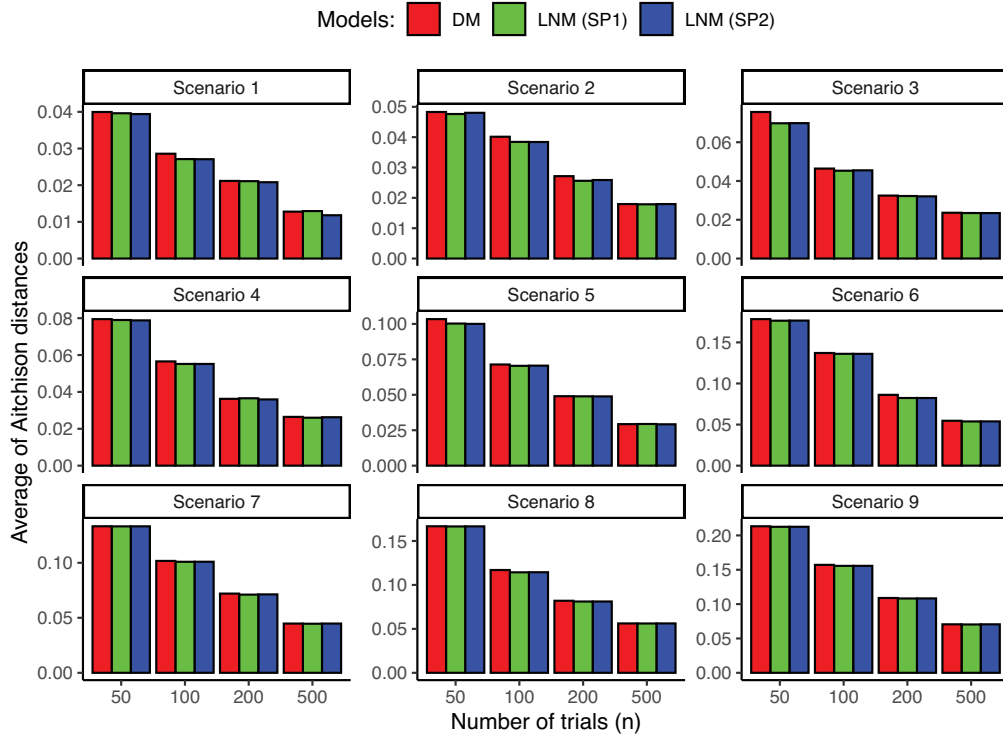 Models: DM LNM (SP1) LNM (SP2)
Scenario 1 Scenario 2 Scenario 3
0.04 0.05
0.03 0.04 0.06
0.02 0.03 0.04
0.01 0.02 0.02
0.01
0.00 0.00 0.00
Scenario 4 Scenario 5 Scenario 6
0.08 0.100 0.15
0.06 0.075 0.10
0.04 0.050 0.05
0.02 0.025
0.00 0.000 0.00
Scenario 7 Scenario 8 Scenario 9
0.15 0.20
0.10 0.10 0.15
0.05 0.05 0.10
0.05
0.00 0.00 0.00
50 100 200 500 50 100 200 500 50 100 200 500
Number of trials (n)
Average of Aitchison distances